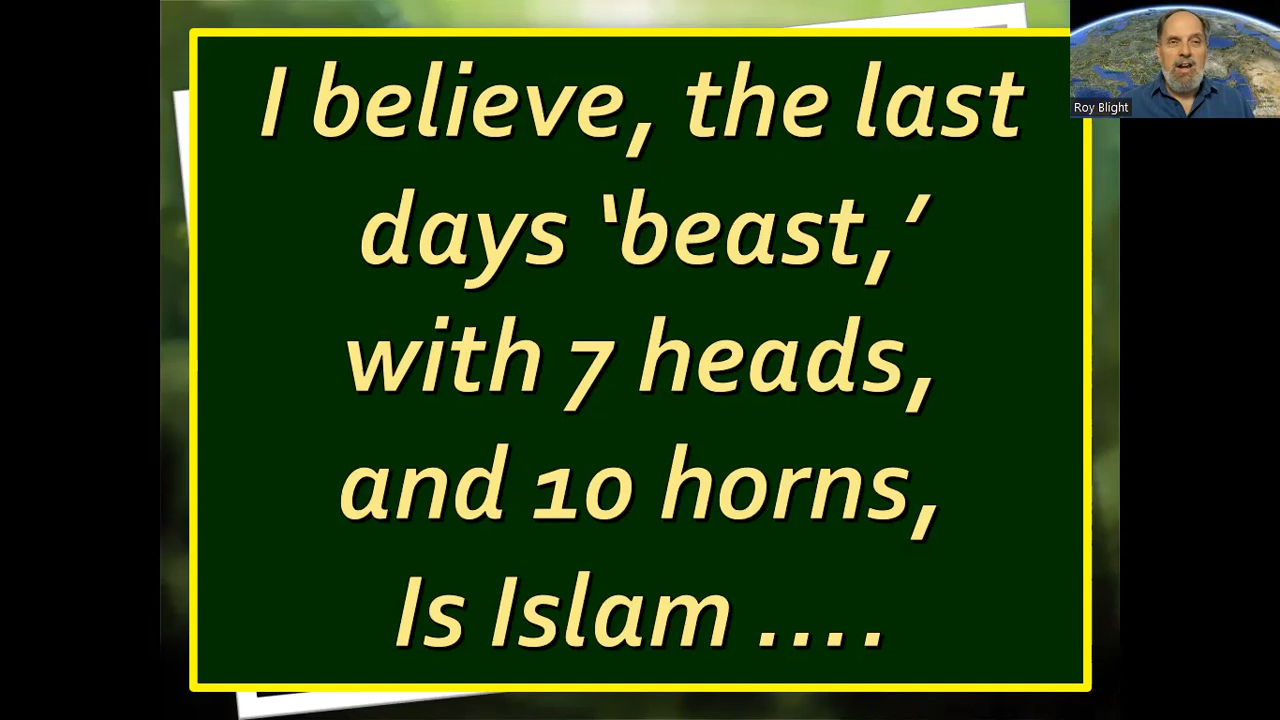 I believe, the last
days ‘beast,’
with 7 heads,
and 10 horns,
Is Islam ....
Roy Blight